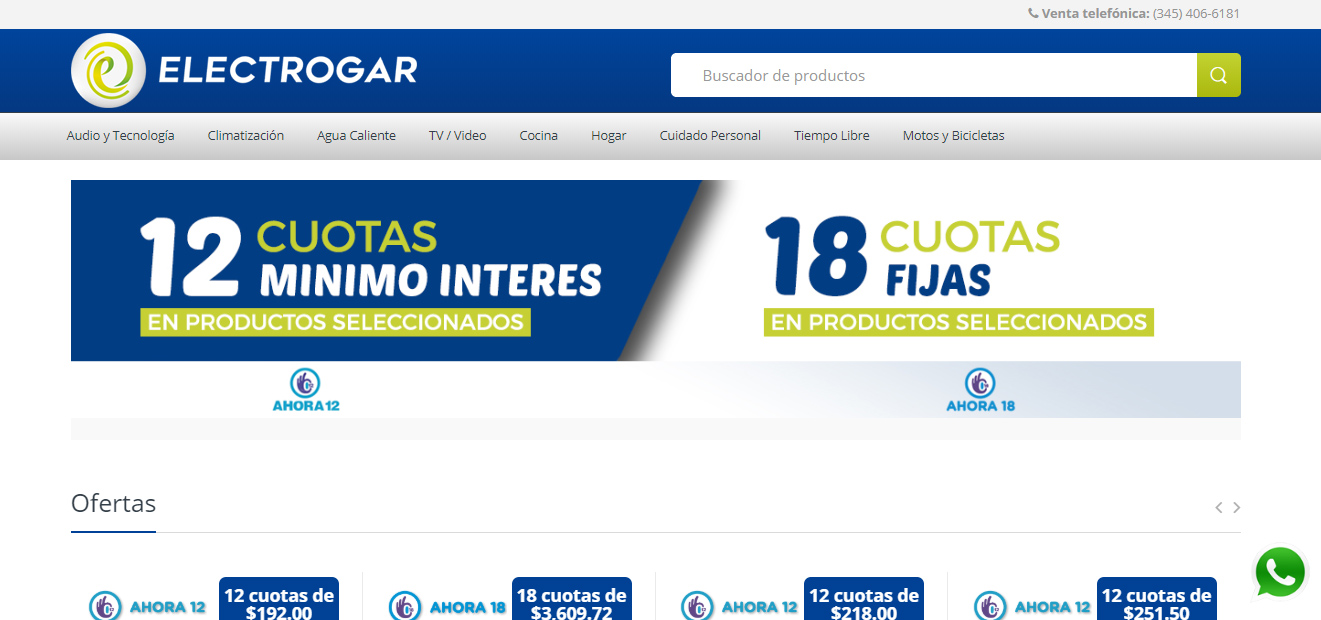 Venta telefónica: (345) 406-6181
ELECTROGAR
Buscador de productos
Audio y Tecnología Climatización Agua Caliente TV / Video Cocina Hogar Cuidado Personal Tiempo Libre Motos y Bicicletas
12 CUOTAS
MINIMO INTERES
EN PRODUCTOS SELECCIONADOS
18 CUOTAS
FIJAS
EN PRODUCTOS SELECCIONADOS
AHORA 12
AHORA 18
Ofertas
AHORA 12
12 cuotas de
$192,00
AHORA 18
18 cuotas de
$3.609,72
AHORA 12
12 cuotas de
$218,00
AHORA 12
12 cuotas de
$251,50